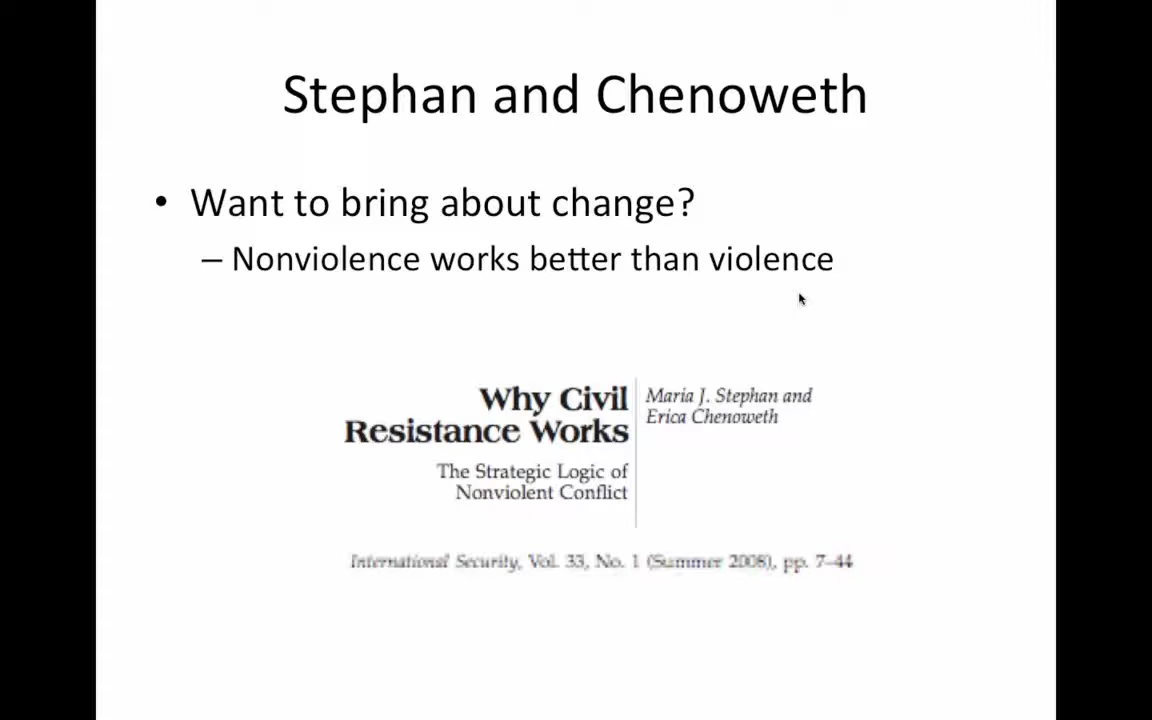 Stephan and Chenoweth
• Want to bring about change?
– Nonviolence works better than violence
Why Civil
Resistance Works
The Strategic Logic of
Nonviolent Conflict
Maria J. Stephan and
Erica Chenoweth
International Security, Vol. 33, No. 1 (Summer 2008), pp. 7–44